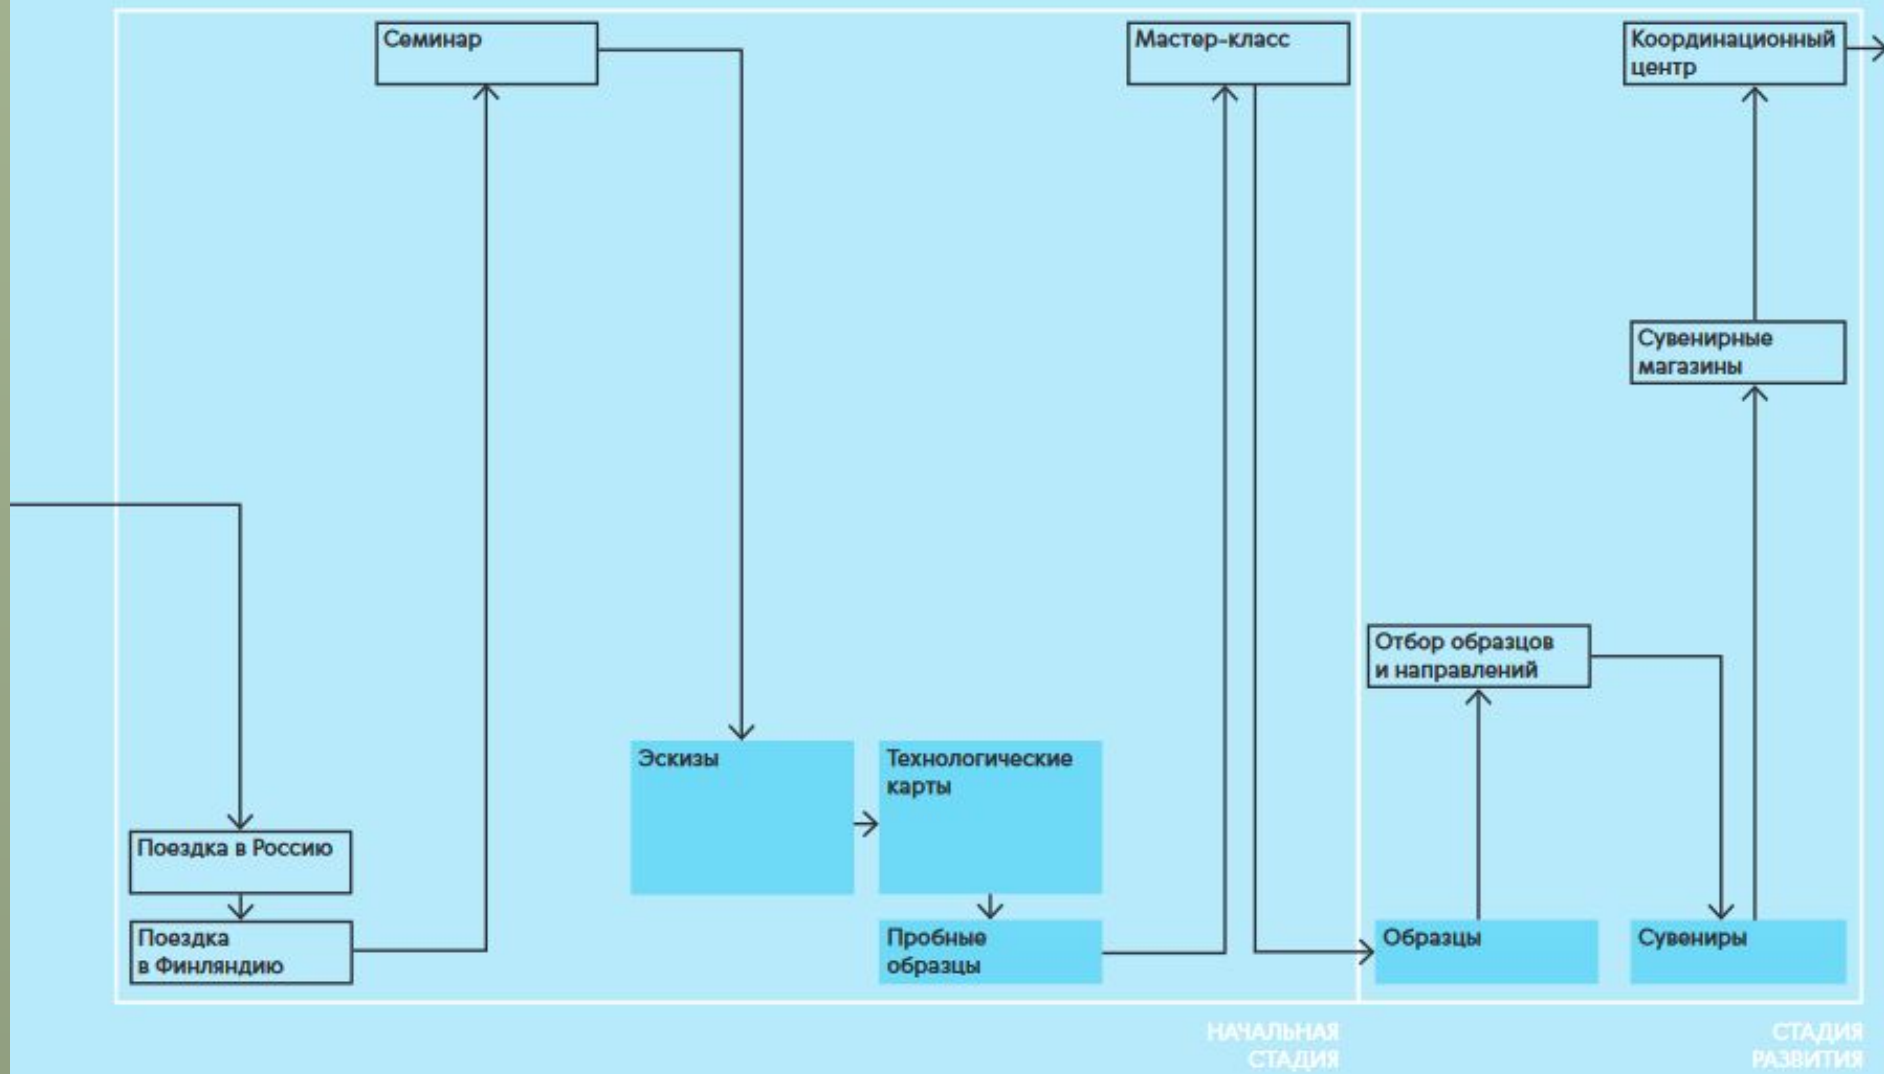 Семинар
Мастер-класс
Координационный
центр
Сувенирные
магазины
Отбор образцов
и направлений
Эскизы
Технологические
карты
Поездка в Россию
Поездка
в Финляндию
Пробные
образцы
Образцы
Сувениры
НАЧАЛЬНАЯ
СТАДИЯ
СТАДИЯ
РАЗВИТИЯ